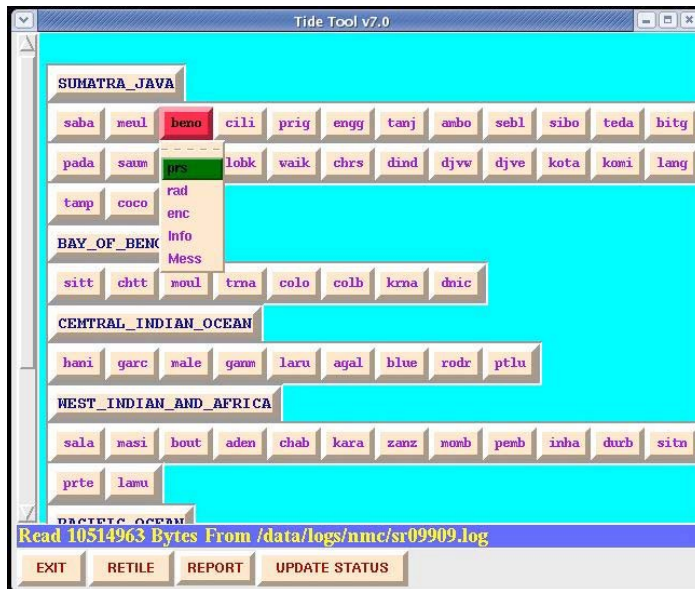 Tide Tool v7.0
SUMATRA_JAVA
saba meul beno cili prig engg tanj ambo sebl sibo teda bitg
pada saum lobk waik chrs dind djvw djve kota komi lang
prs
rad
tanp coco
enc
Info
BAY_OF_BENG
Mess
sitt chtt moul trna colo colb krna dnic
CEMTRAL_INDIAN_OCEAN
hani garc male ganm laru agal blue rodr ptlu
WEST_INDIAN_AND_AFRICA
sala masi bout aden chab kara zanz momb pemb inha durb sitn
prte lamu
PACIFIC_OCEAN
Read 10514963 Bytes From /data/logs/nmc/sr09909.log
EXIT RETILE REPORT UPDATE STATUS